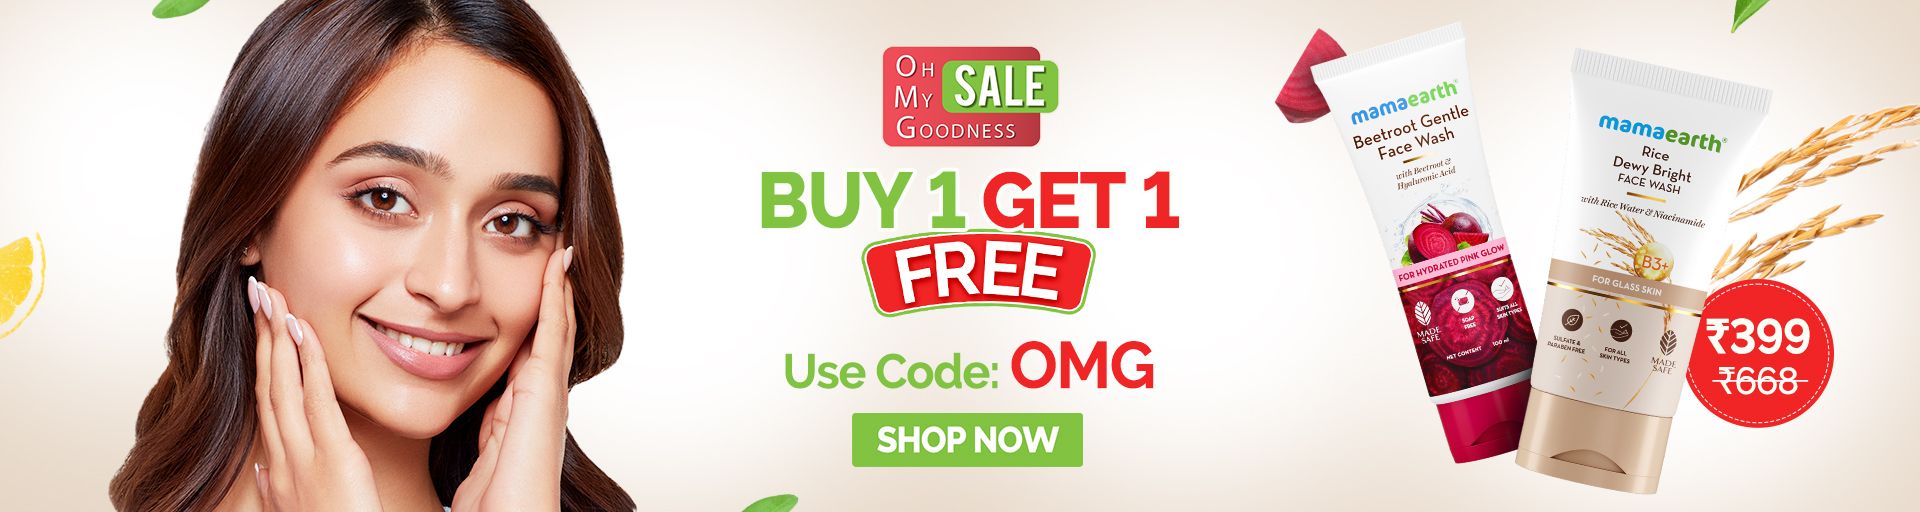 OH
MY
GOODNESS
SALE
BUY 1 GET 1
FREE
Use Code: OMG
SHOP NOW
mamaearth®
Beetroot Gentle
Face Wash
with Beetroot &
Hyaluronic Acid
FOR HYDRATED PINK GLOW
MADE
SAFE
SOAP
FREE
SUITS ALL
SKIN TYPES
NET CONTENT 100 ml
mamaearth®
Rice
Dewy Bright
FACE WASH
with Rice Water & Niacinamide
B3+
FOR GLASS SKIN
SULFATE &
PARABEN FREE
FOR ALL
SKIN TYPES
MADE
SAFE
₹399
₹668